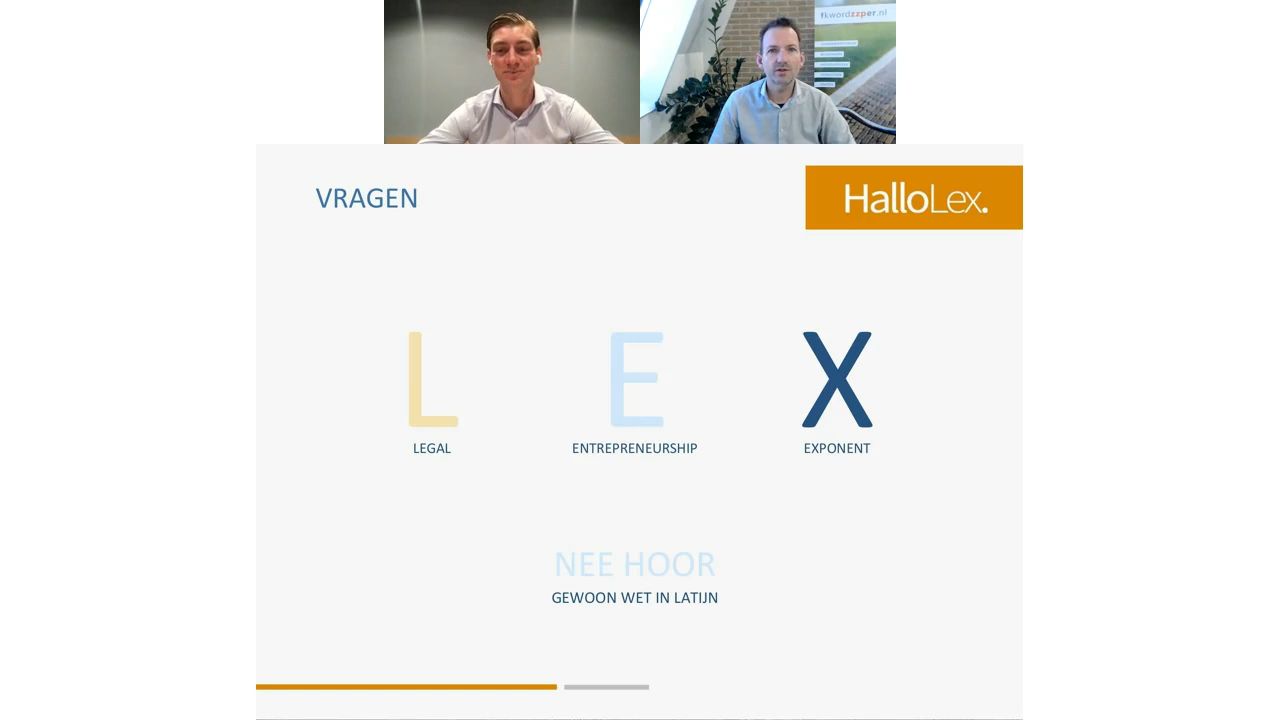 ikwordzzper.nl
VRAGEN
HalloLex.
L E X
LEGAL ENTREPRENEURSHIP EXPONENT
NEE HOOR
GEWOON WET IN LATIJN